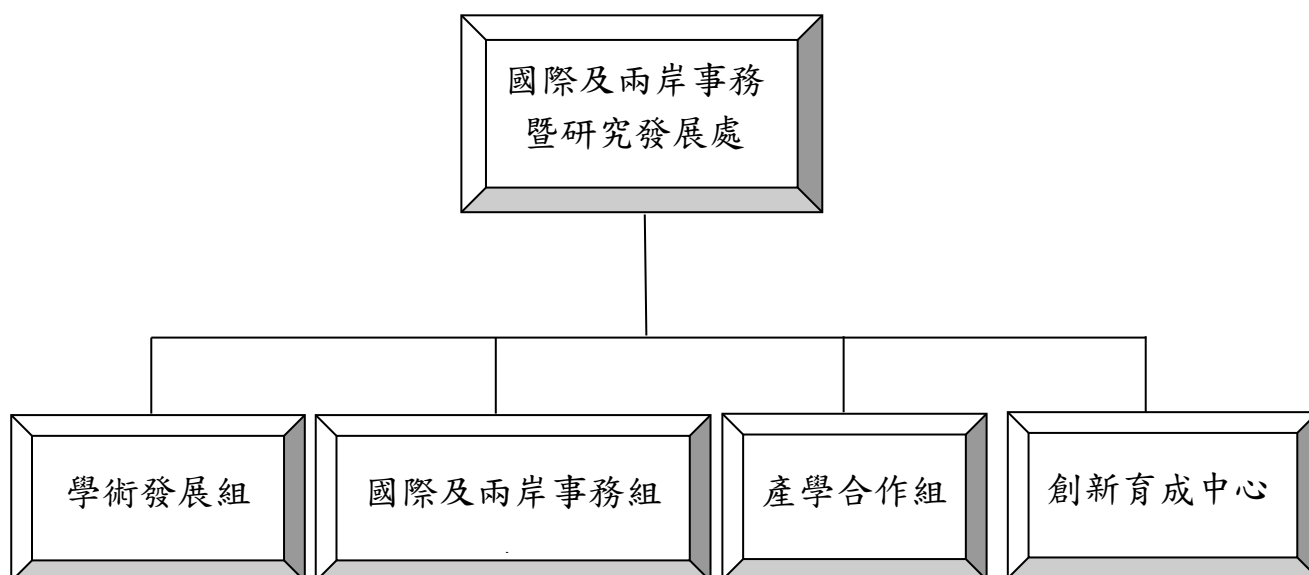 國際及兩岸事務
暨研究發展處
學術發展組
國際及兩岸事務組
產學合作組
創新育成中心